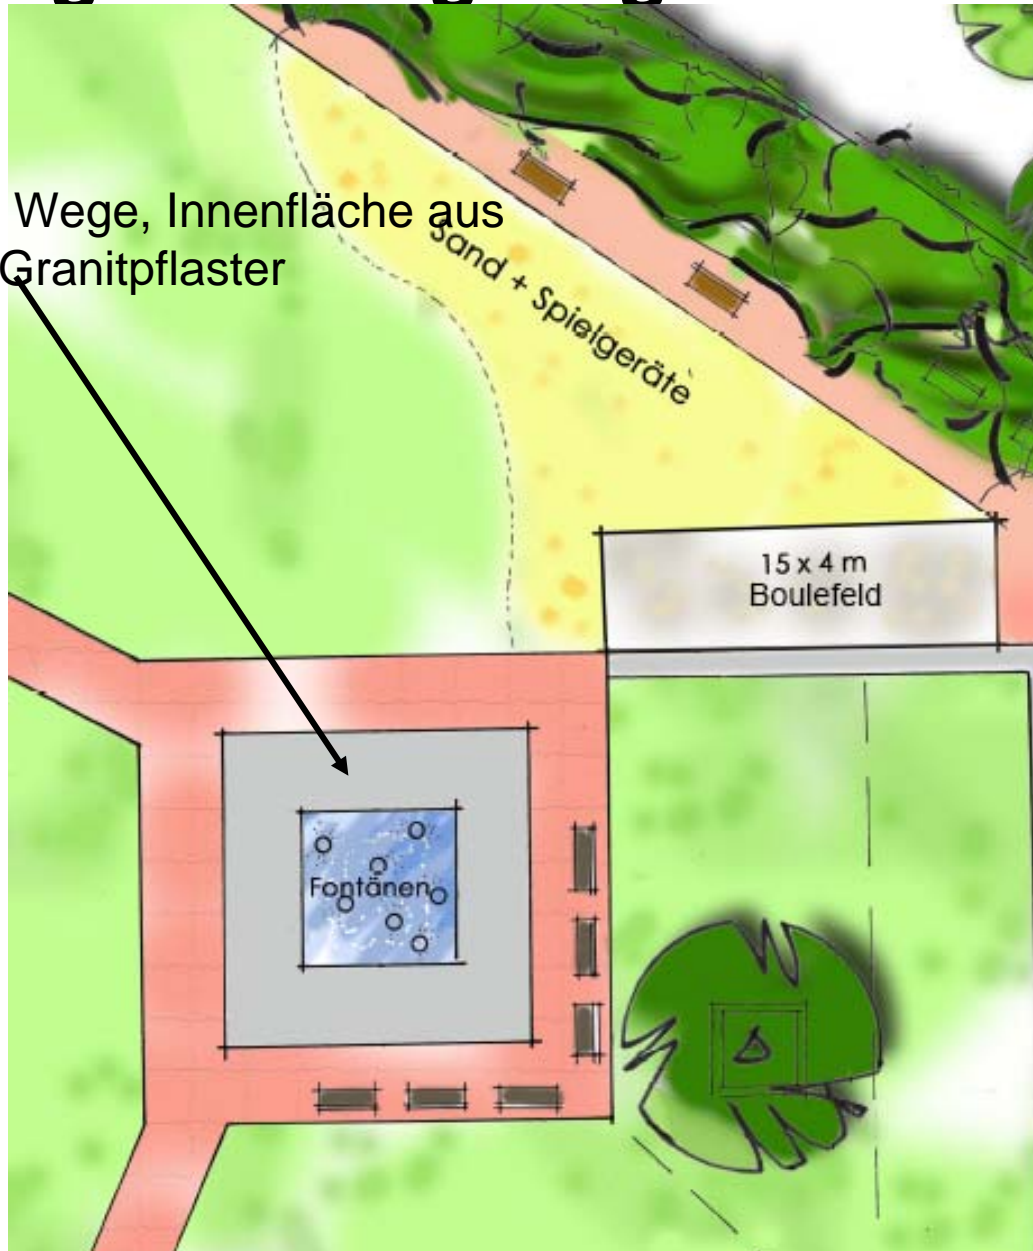 Wege, Innenfläche aus
Granitpflaster
Sand + Spielgeräte
15 x 4 m
Boulefeld
Fontänen